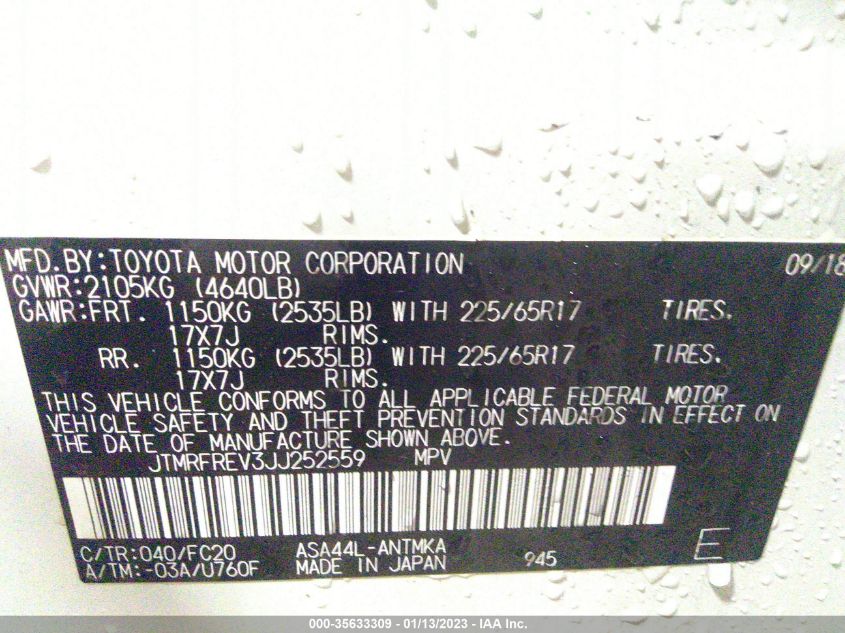 MFD.BY:TOYOTA MOTOR CORPORATION 09/18
GVWR:2105KG (4640LB)
GAWR:FRT. 1150KG (2535LB) WITH 225/65R17 TIRES.
17X7J RIMS.
RR. 1150KG (2535LB) WITH 225/65R17 TIRES.
17X7J RIMS.
THIS VEHICLE CONFORMS TO ALL APPLICABLE FEDERAL MOTOR
VEHICLE SAFETY AND THEFT PREVENTION STANDARDS IN EFFECT ON
THE DATE OF MANUFACTURE SHOWN ABOVE.
JTMRFREV3JJ252559 MPV
C/TR:040/FC20 ASA44L-ANTMKA 945 E
A/TM:-03A/U760F MADE IN JAPAN
000-35633309 - 01/13/2023 - IAA Inc.